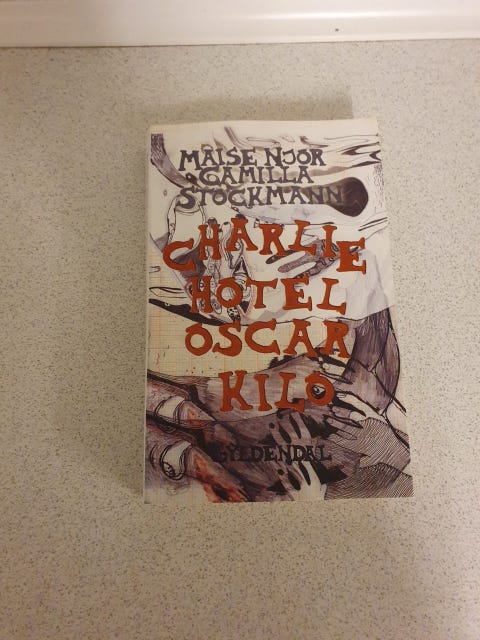 MAISE NJOR
& CAMILLA
STOCKMANN
CHARLIE
HOTEL
OSCAR
KILO
GYLDENDAL